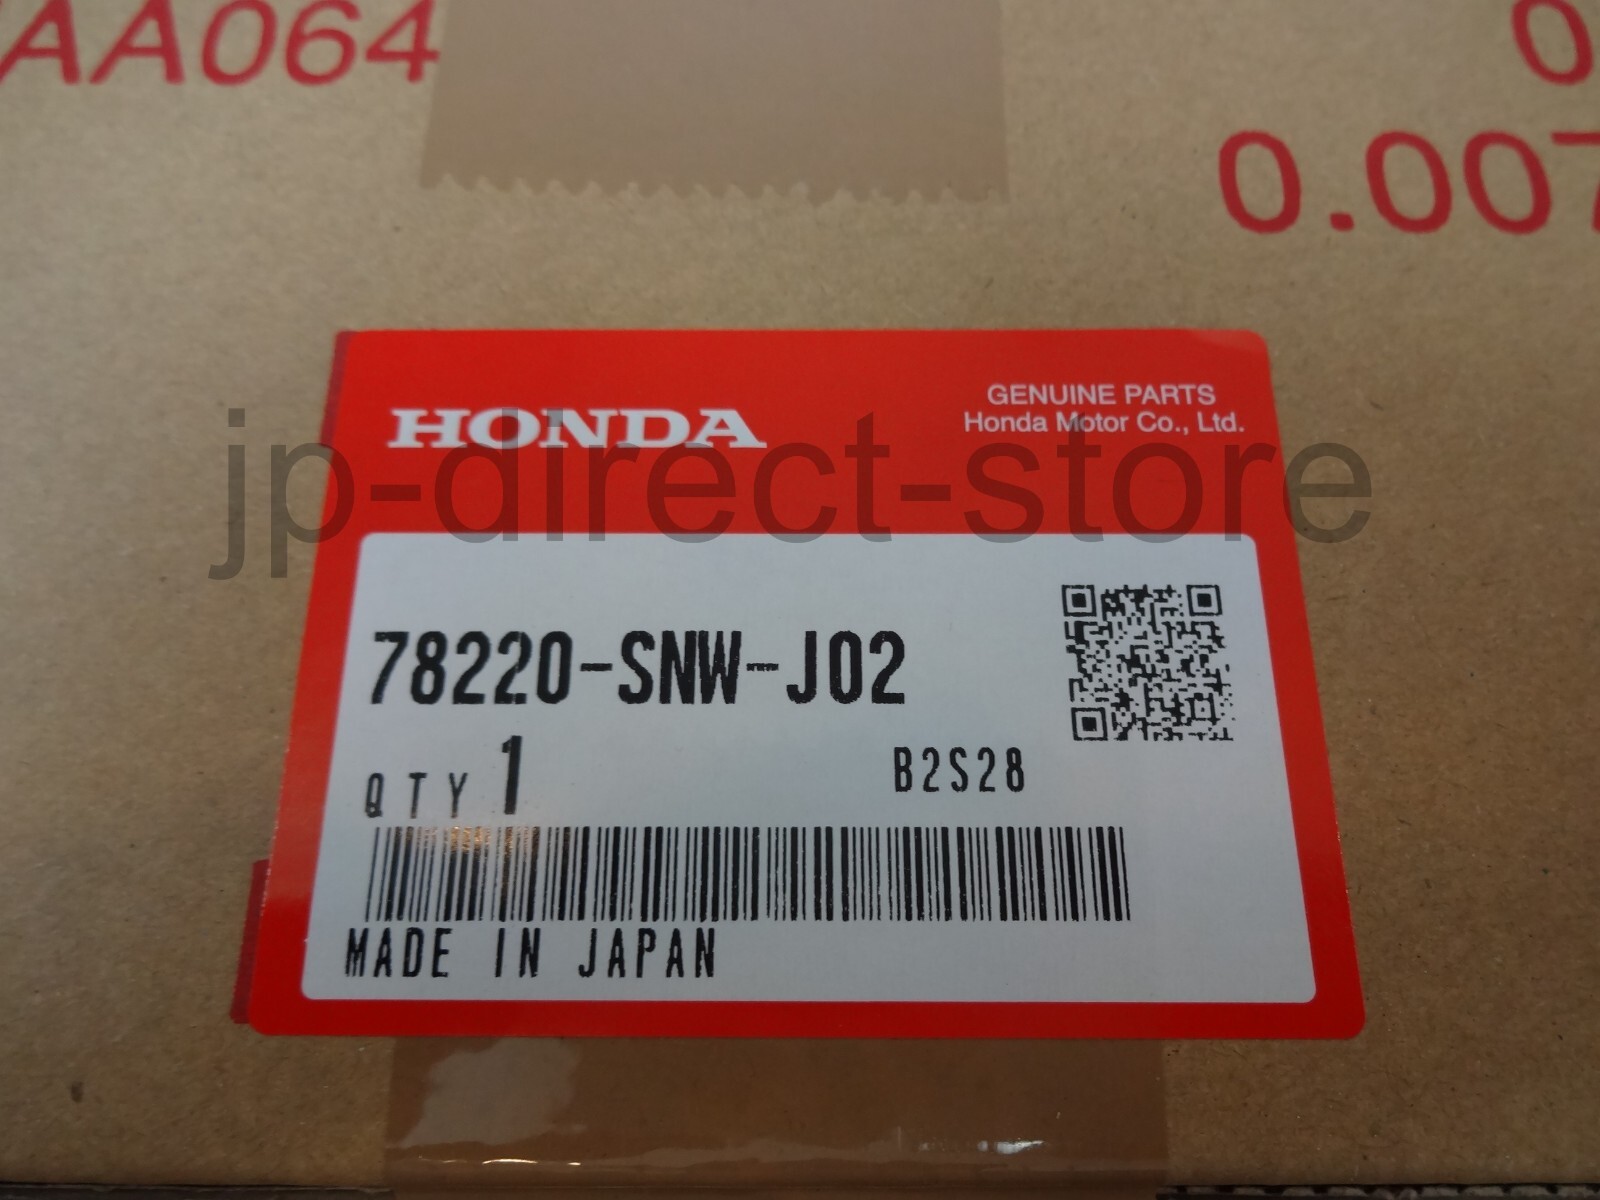 AA064
0.007
HONDA
GENUINE PARTS
Honda Motor Co., Ltd.
jp-direct-store
78220-SNW-J02
QTY 1
B2S28
MADE IN JAPAN